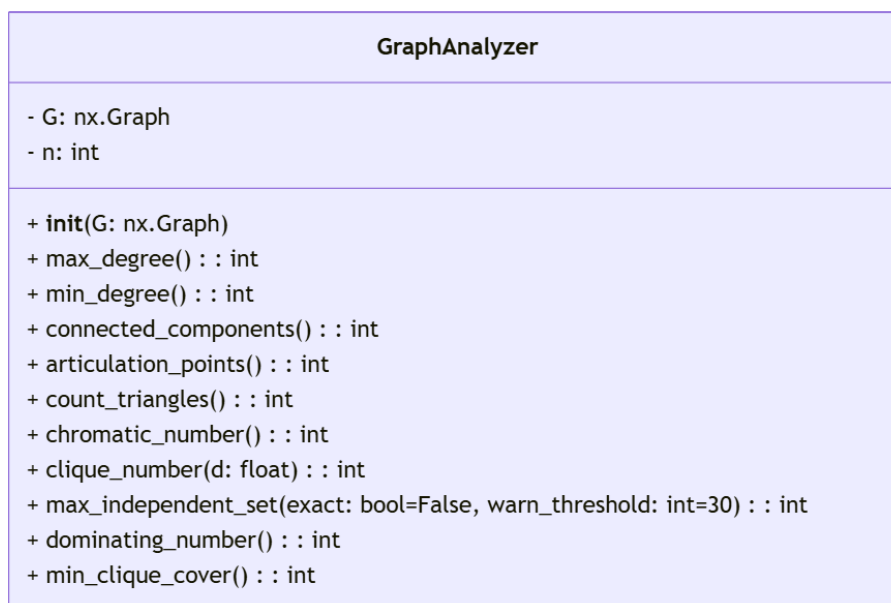 GraphAnalyzer
- G: nx.Graph
- n: int
+ init(G: nx.Graph)
+ max_degree() : : int
+ min_degree() : : int
+ connected_components() : : int
+ articulation_points() : : int
+ count_triangles() : : int
+ chromatic_number() : : int
+ clique_number(d: float) : : int
+ max_independent_set(exact: bool=False, warn_threshold: int=30) : : int
+ dominating_number() : : int
+ min_clique_cover() : : int